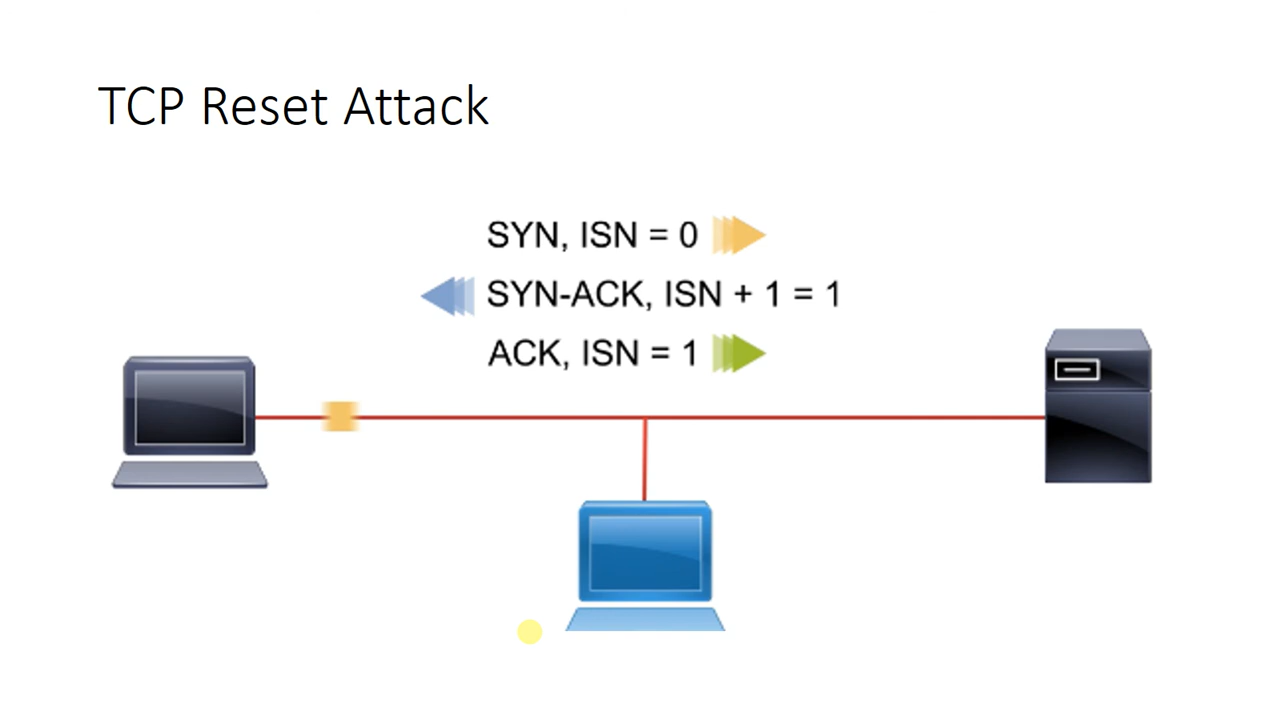 TCP Reset Attack
SYN, ISN = 0
SYN-ACK, ISN + 1 = 1
ACK, ISN = 1